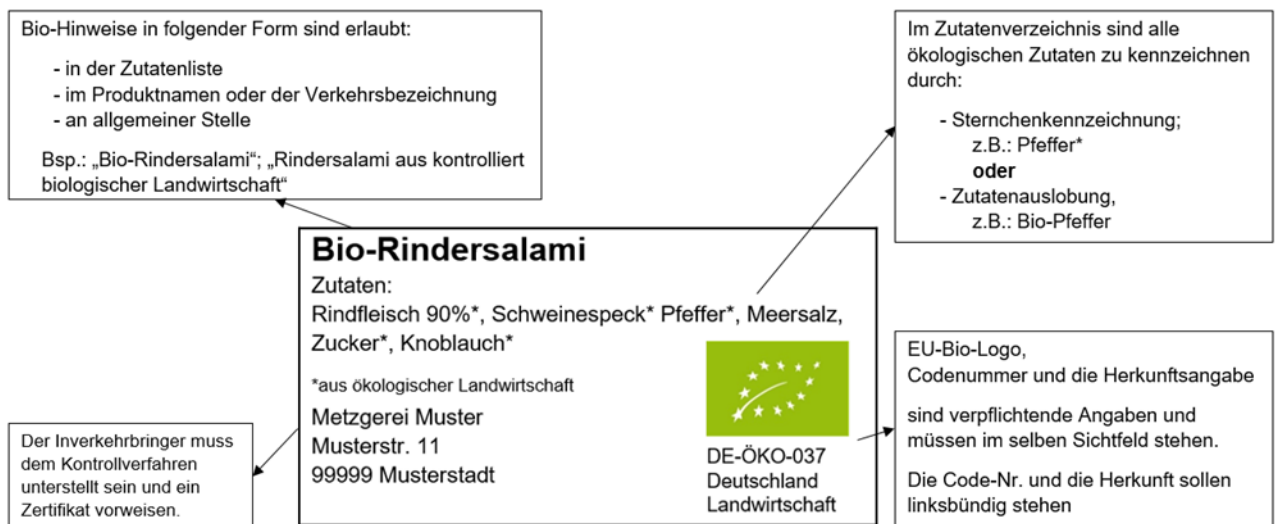 Bio-Hinweise in folgender Form sind erlaubt:
- in der Zutatenliste
- im Produktnamen oder der Verkehrsbezeichnung
- an allgemeiner Stelle
Bsp.: „Bio-Rindersalami“; „Rindersalami aus kontrolliert
biologischer Landwirtschaft“
Im Zutatenverzeichnis sind alle
ökologischen Zutaten zu kennzeichnen
durch:
- Sternchenkennzeichnung;
z.B.: Pfeffer*
oder
- Zutatenauslobung,
z.B.: Bio-Pfeffer
Bio-Rindersalami
Zutaten:
Rindfleisch 90%*, Schweinespeck* Pfeffer*, Meersalz,
Zucker*, Knoblauch*
*aus ökologischer Landwirtschaft
Metzgerei Muster
Musterstr. 11
99999 Musterstadt
DE-ÖKO-037
Deutschland
Landwirtschaft
Der Inverkehrbringer muss
dem Kontrollverfahren
unterstellt sein und ein
Zertifikat vorweisen.
EU-Bio-Logo,
Codenummer und die Herkunftsangabe
sind verpflichtende Angaben und
müssen im selben Sichtfeld stehen.
Die Code-Nr. und die Herkunft sollen
linksbündig stehen